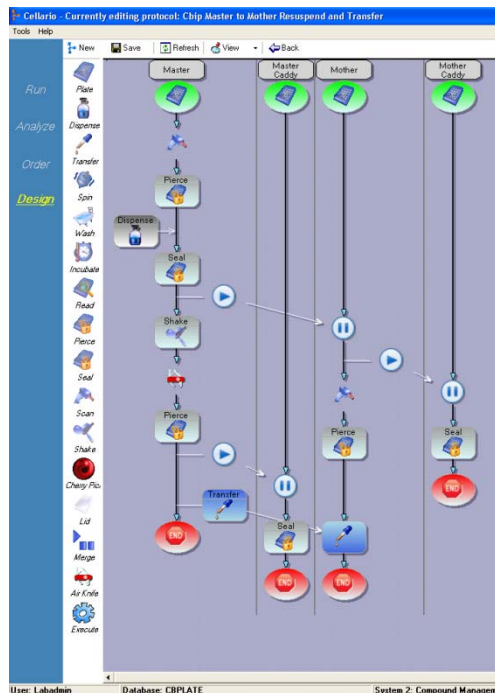 Cellario - Currently editing protocol: Cbip Master to Mother Resuspend and Transfer
Tools Help
New Save Refresh View Back
Run
Analyze
Order
Design
Plate
Dispense
Transfer
Spin
Wash
Incubate
Read
Pierce
Seal
Scan
Shake
Cherry Pic
Lid
Merge
Air Knife
Execute
Master
Master Caddy
Mother
Mother Caddy
Pierce
Dispense
Seal
Shake
Pierce
Pierce
Seal
END
Transfer
END
Seal
END
END
User: Labadmin Database: CBPLATE System 2: Compound Managem